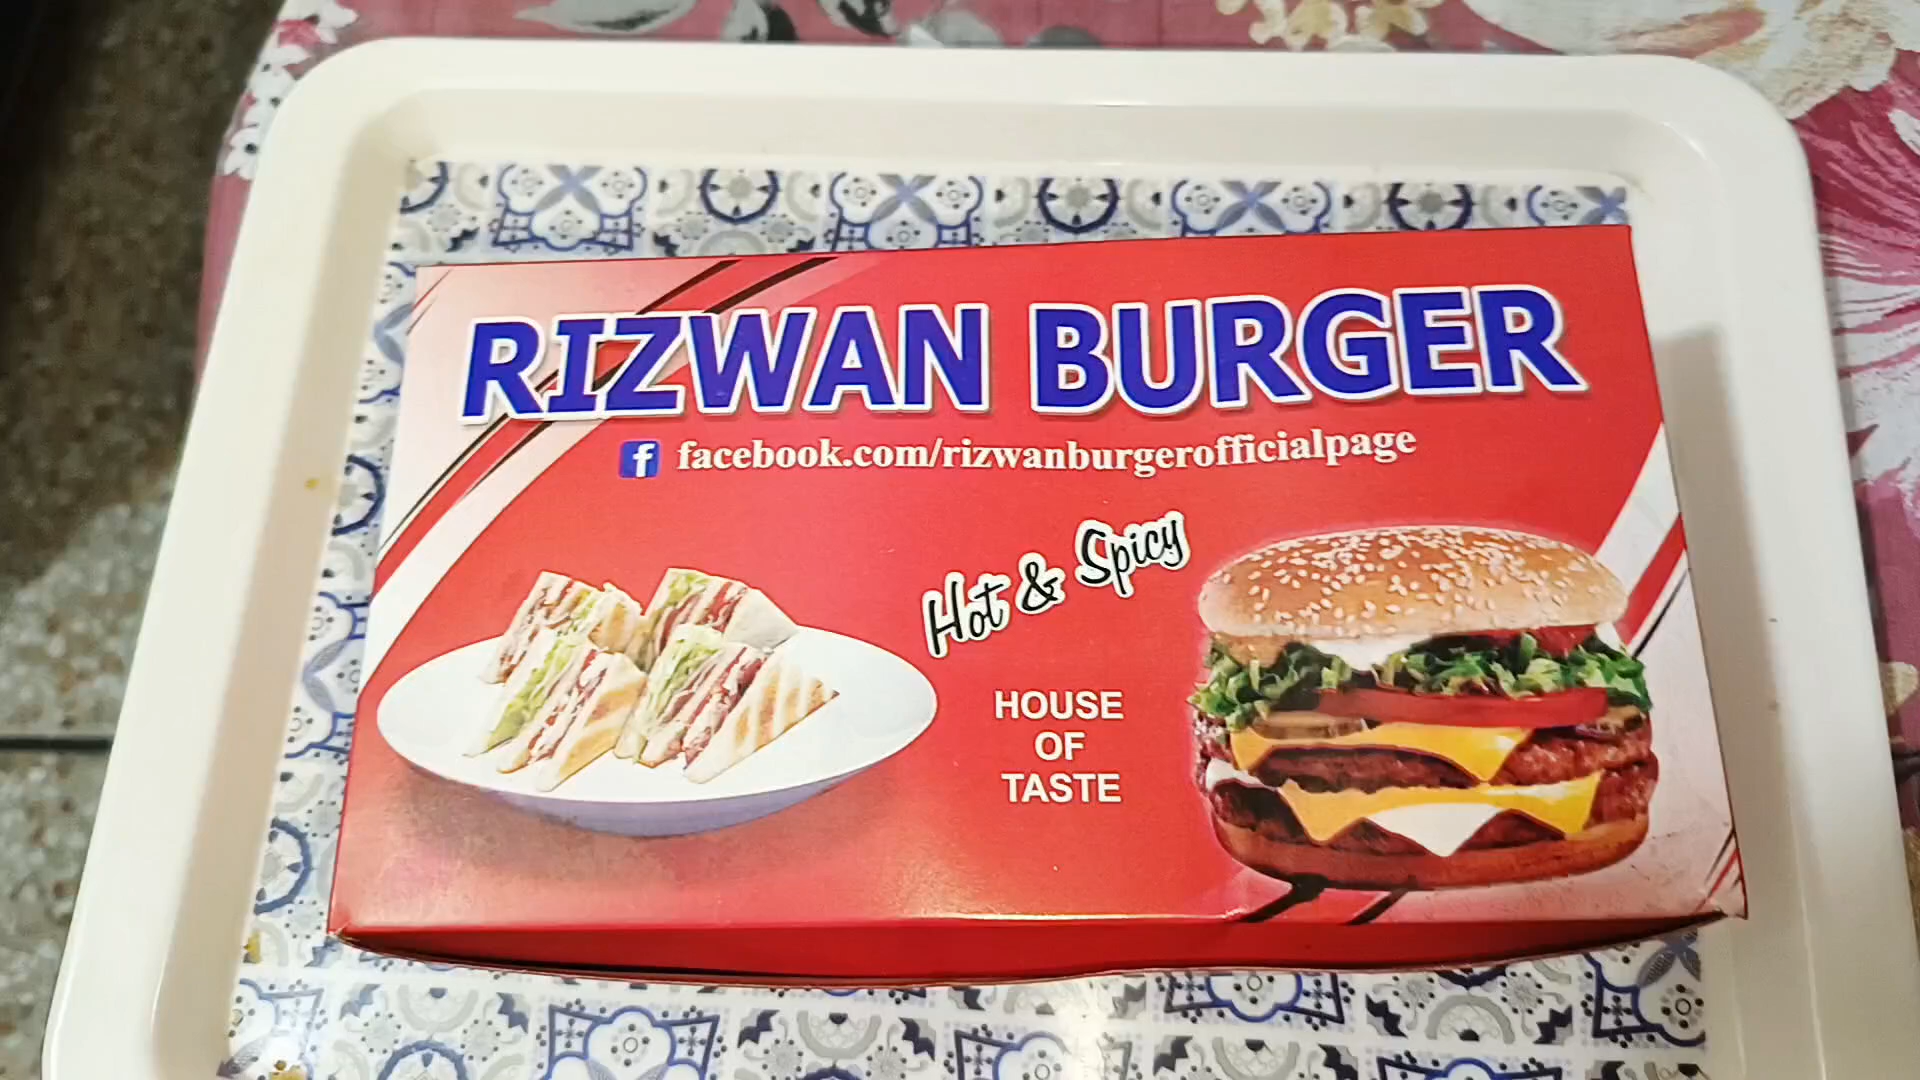 RIZWAN BURGER
f facebook.com/rizwanburgerofficialpage
Hot & Spicy
HOUSE
OF
TASTE